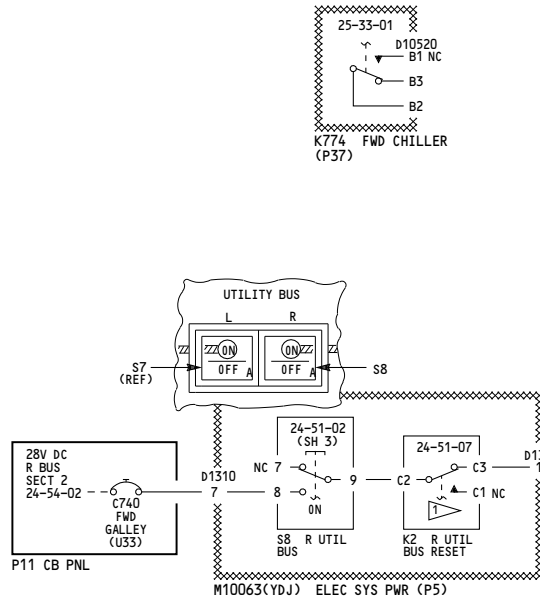 25-33-01
D10520
B1 NC
B3
B2
K774 FWD CHILLER
(P37)
UTILITY BUS
L R
ON ON
OFF A OFF A
S7
(REF)
S8
28V DC
R BUS
SECT 2
24-54-02
C740
FWD
GALLEY
(U33)
P11 CB PNL
D1310
7
24-51-02
(SH 3)
NC 7
8
9
ON
S8 R UTIL
BUS
24-51-07
C2
C3
C1 NC
1
K2 R UTIL
BUS RESET
M10063(YDJ) ELEC SYS PWR (P5)